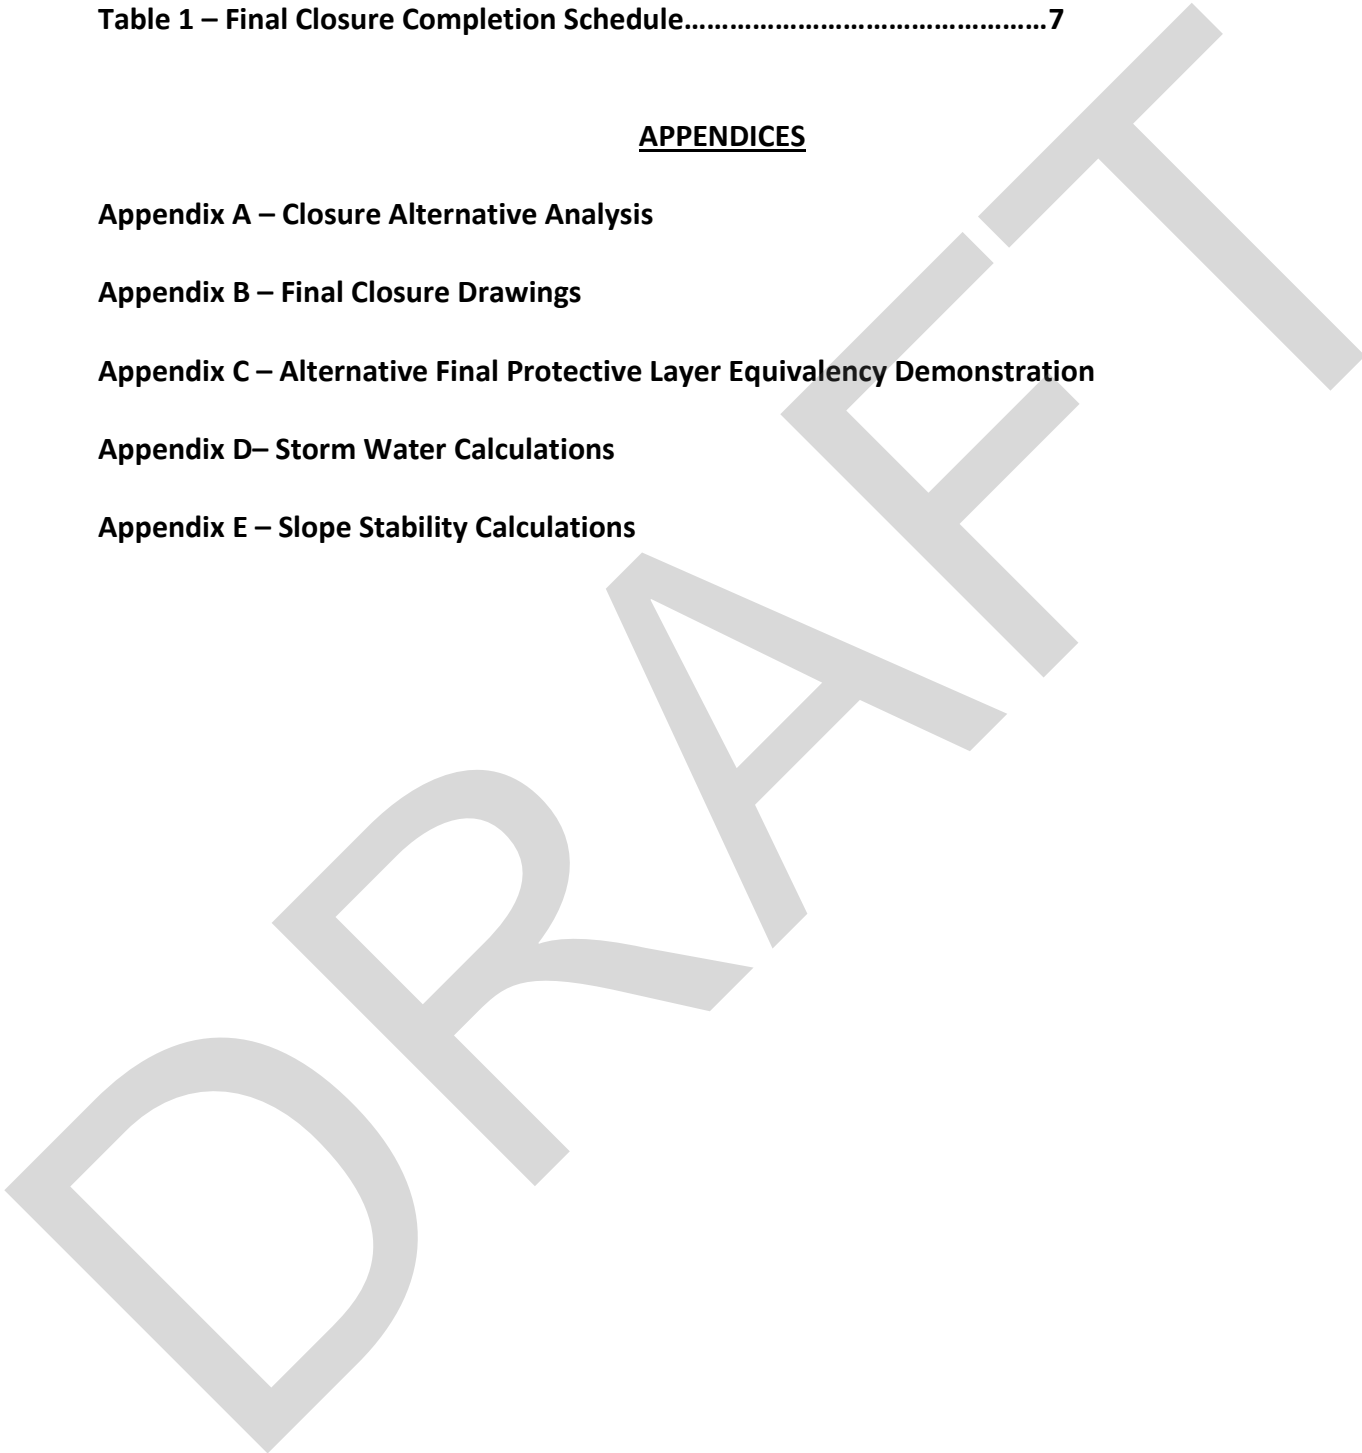 Table 1 – Final Closure Completion Schedule…………………………………………7
APPENDICES
Appendix A – Closure Alternative Analysis
Appendix B – Final Closure Drawings
Appendix C – Alternative Final Protective Layer Equivalency Demonstration
Appendix D– Storm Water Calculations
Appendix E – Slope Stability Calculations
DRAFT